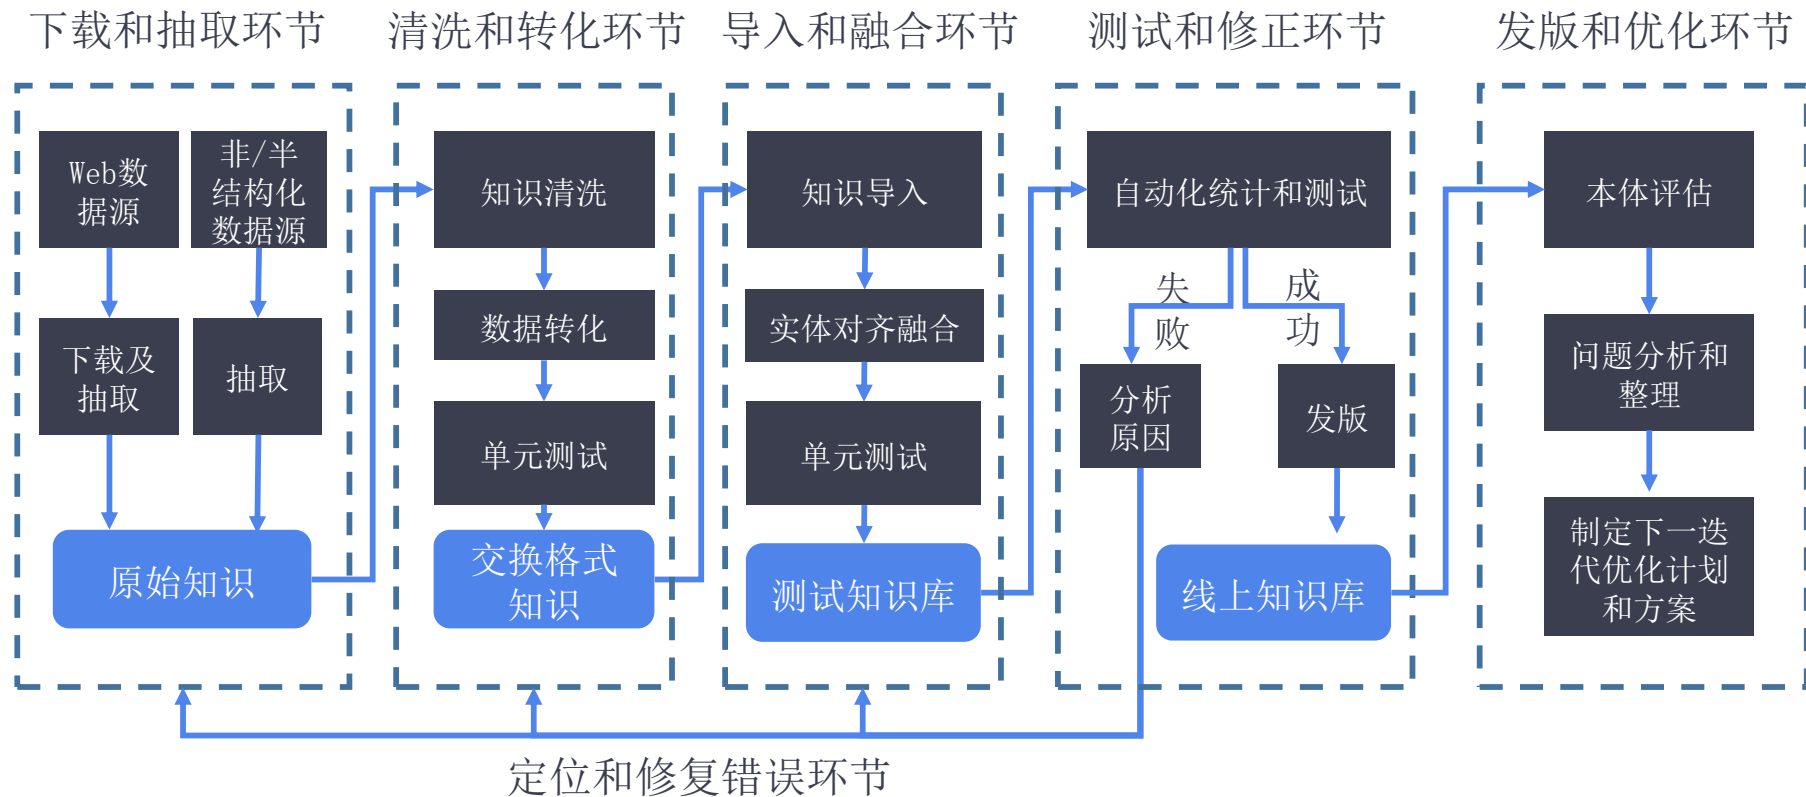 下载和抽取环节
清洗和转化环节
导入和融合环节
测试和修正环节
发版和优化环节
Web数
据源
非/半
结构化
数据源
下载及
抽取
抽取
原始知识
知识清洗
数据转化
单元测试
交换格式
知识
知识导入
实体对齐融合
单元测试
测试知识库
自动化统计和测试
失
败
成
功
分析
原因
发版
线上知识库
本体评估
问题分析和
整理
制定下一迭
代优化计划
和方案
定位和修复错误环节